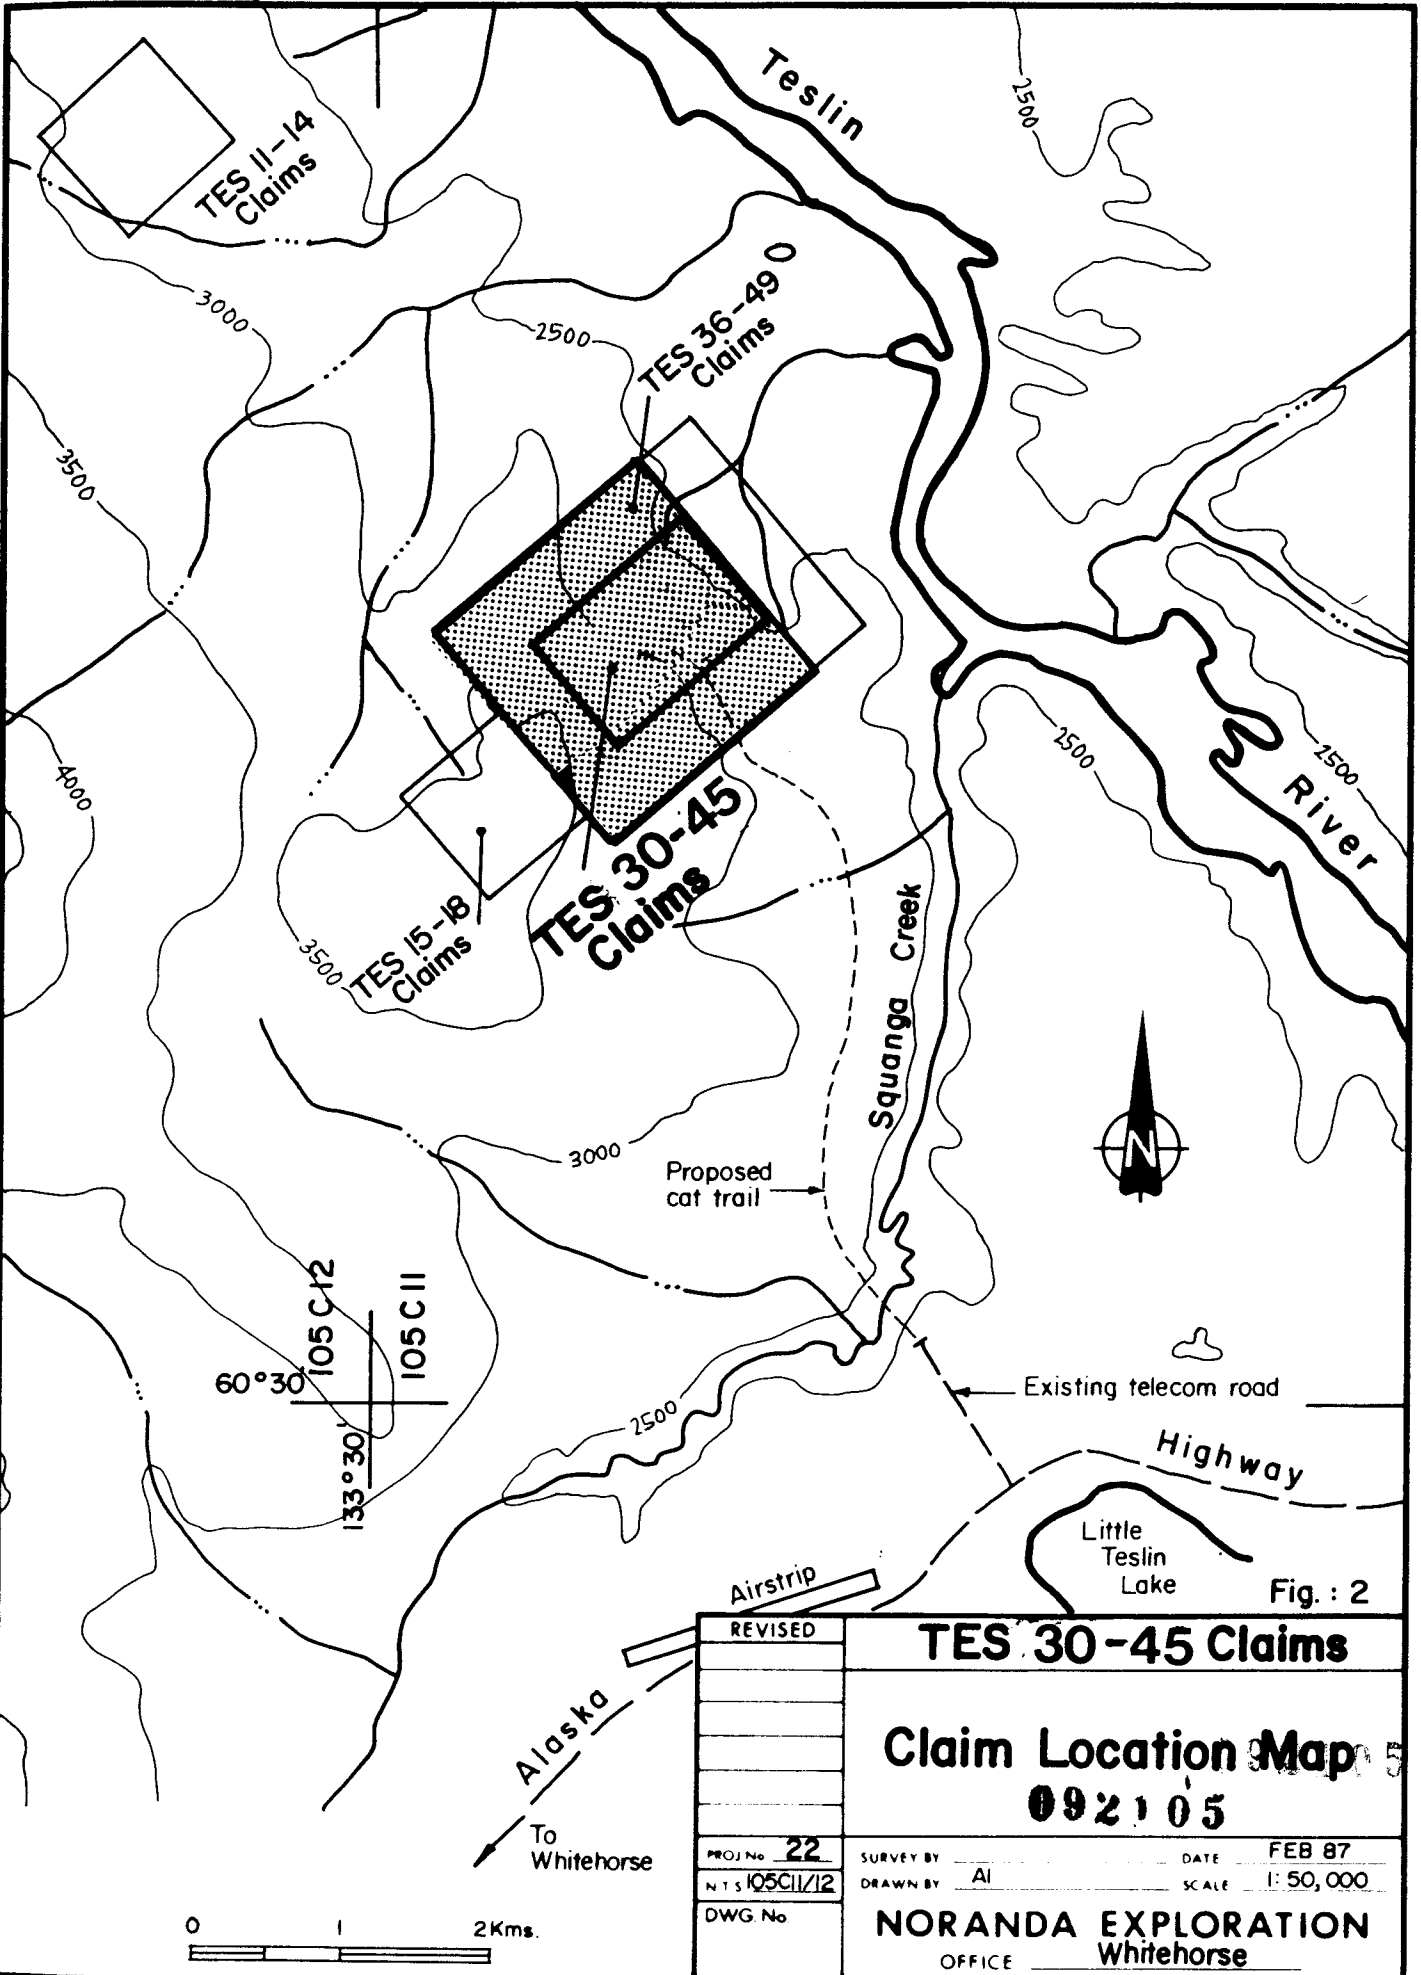 Teslin
2500
TES 11-14
Claims
3000
2500
TES 36-49
Claims
3500
4000
2500
2500
River
TES 30-45
Claims
TES 15-18
Claims
3500
Squanga Creek
N
3000
Proposed
cat trail
105 C 12
105 C 11
60°30'
133°30'
2500
Existing telecom road
Highway
Little
Teslin
Lake
Airstrip
Fig. : 2
Alaska
To
Whitehorse
0 1 2 Kms.
REVISED
TES 30-45 Claims
Claim Location Map
092105
PROJ No 22
N T S 105C11/12
DWG. No
SURVEY BY
DATE FEB 87
DRAWN BY AI
SCALE 1: 50,000
NORANDA EXPLORATION
OFFICE Whitehorse